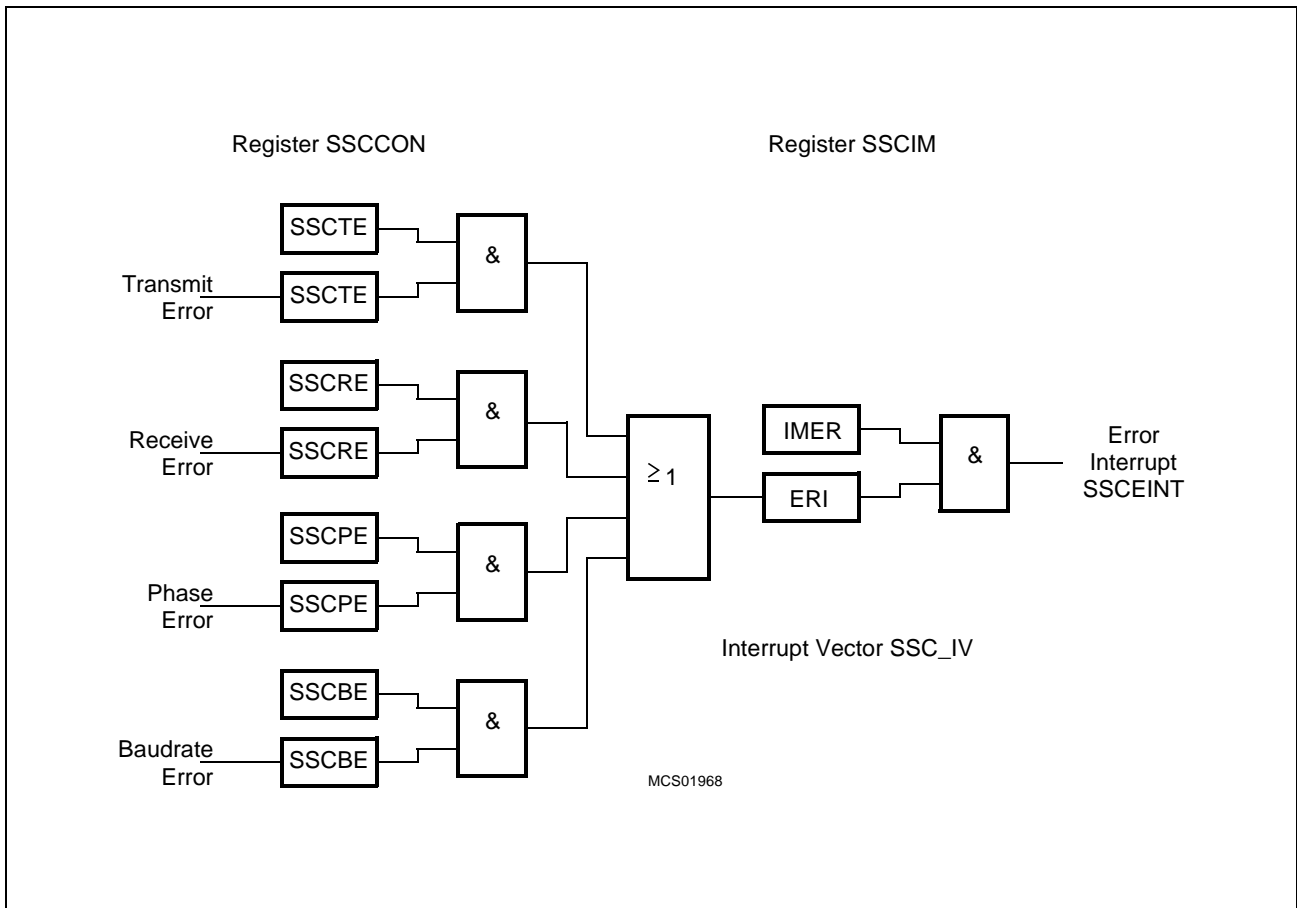 Register SSCCON
Register SSCIM
SSCTE
&
Transmit
Error
SSCTE
SSCRE
&
Receive
Error
SSCRE
≥ 1
IMER
&
Error
Interrupt
SSCEINT
ERI
SSCPE
&
Phase
Error
SSCPE
Interrupt Vector SSC_IV
SSCBE
&
Baudrate
Error
SSCBE
MCS01968